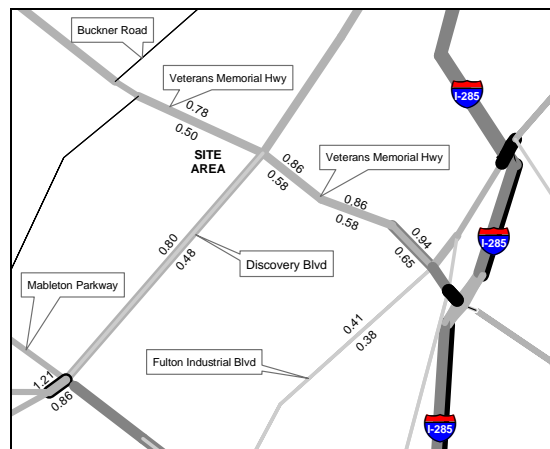 Buckner Road
I-285
Veterans Memorial Hwy
0.78
0.50
SITE
AREA
0.86
0.58
Veterans Memorial Hwy
0.86
0.58
0.94
0.65
I-285
0.80
0.48
Discovery Blvd
Mableton Parkway
0.41
0.38
Fulton Industrial Blvd
1.21
0.86
I-285